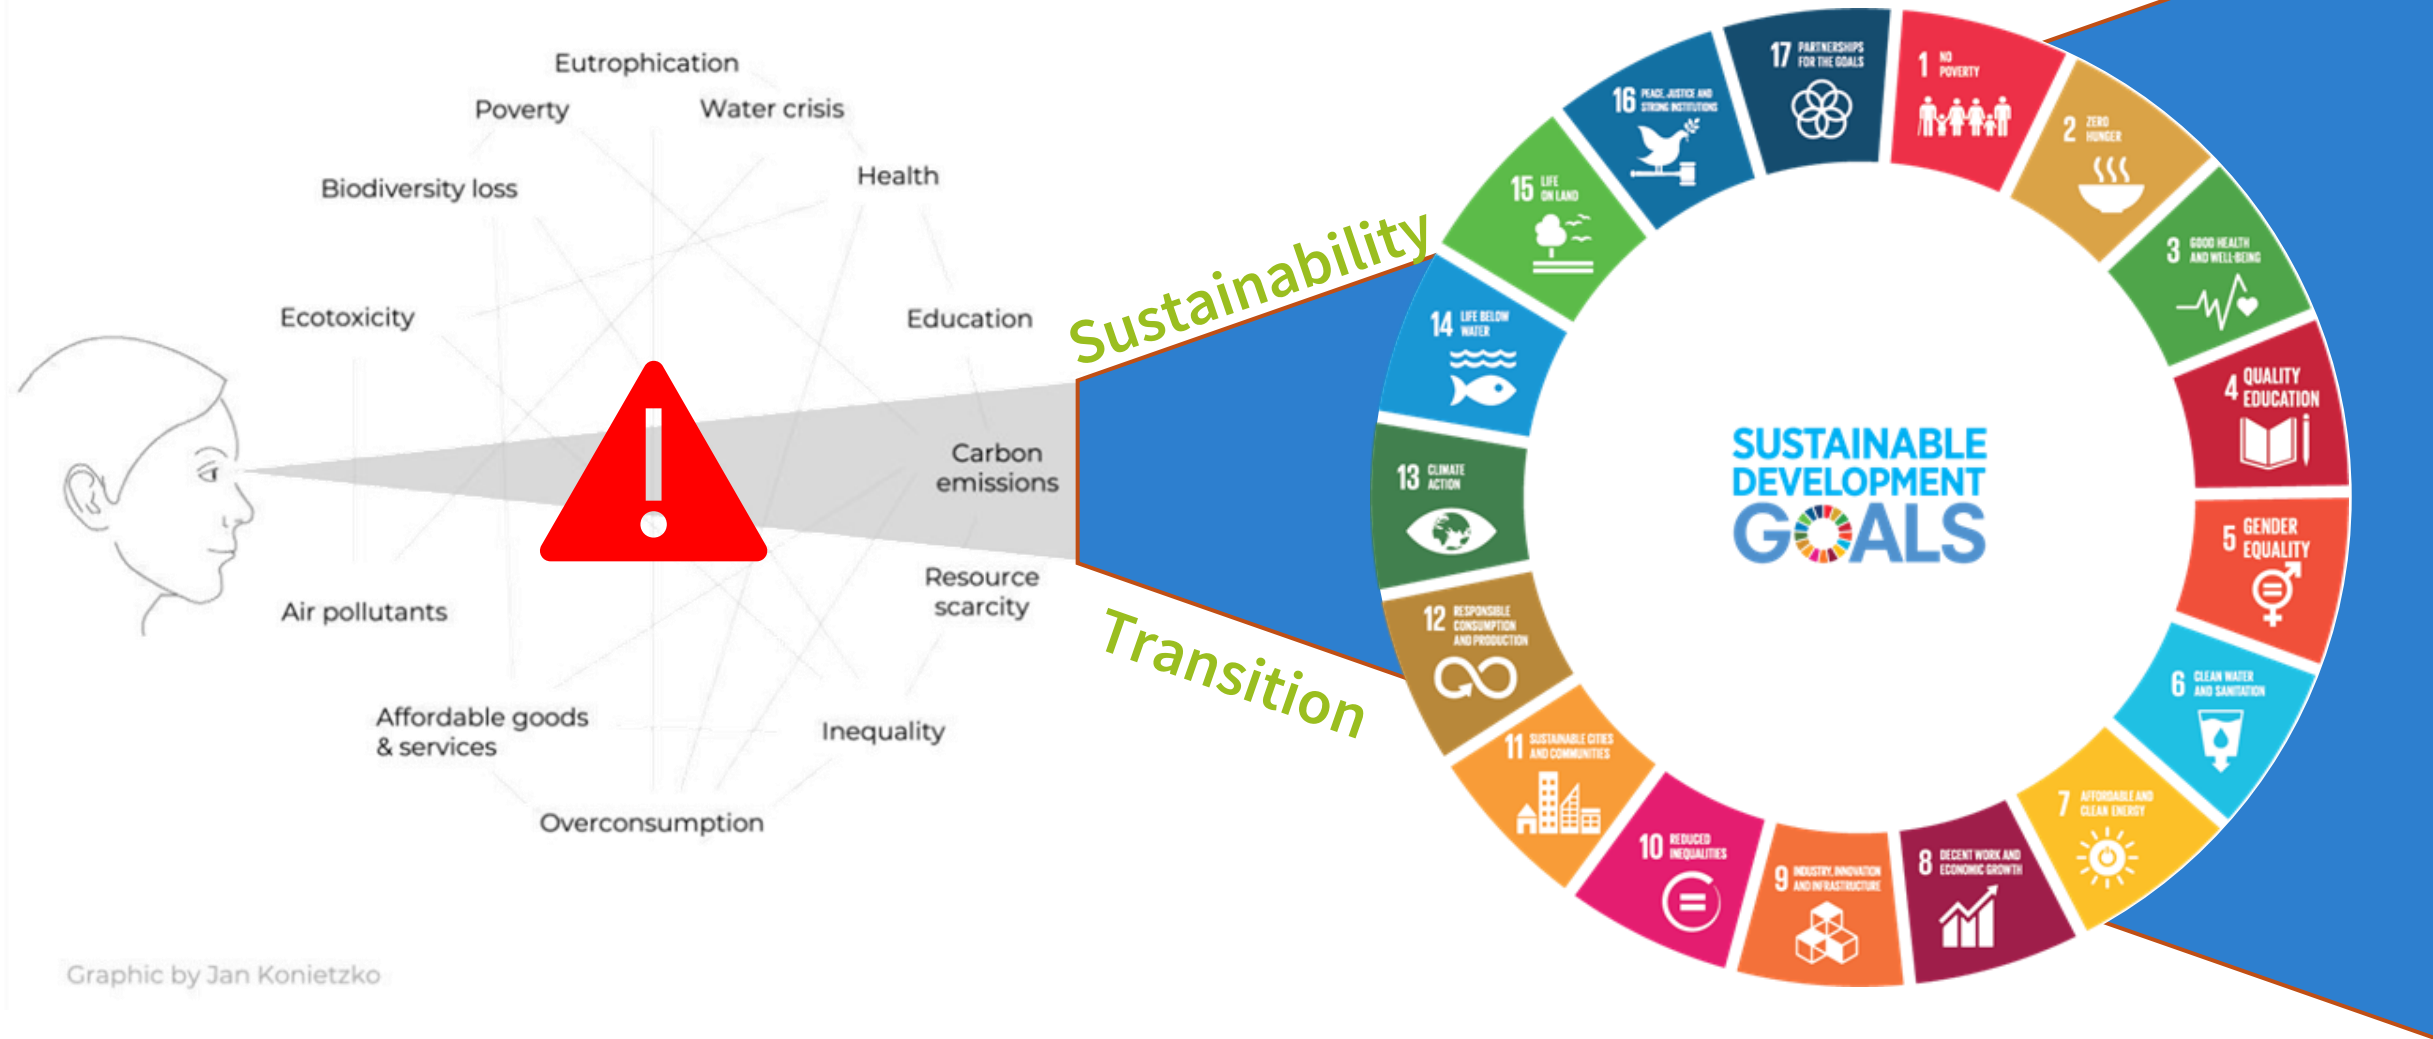 Eutrophication
Poverty
Water crisis
Biodiversity loss
Health
Ecotoxicity
Education
Carbon
emissions
Air pollutants
Resource
scarcity
Affordable goods
& services
Inequality
Overconsumption
Graphic by Jan Konietzko
Sustainability
Transition
SUSTAINABLE
DEVELOPMENT
GOALS
1 NO
POVERTY
2 ZERO
HUNGER
3 GOOD HEALTH
AND WELL-BEING
4 QUALITY
EDUCATION
5 GENDER
EQUALITY
6 CLEAN WATER
AND SANITATION
7 AFFORDABLE AND
CLEAN ENERGY
8 DECENT WORK AND
ECONOMIC GROWTH
9 INDUSTRY, INNOVATION
AND INFRASTRUCTURE
10 REDUCED
INEQUALITIES
11 SUSTAINABLE CITIES
AND COMMUNITIES
12 RESPONSIBLE
CONSUMPTION
AND PRODUCTION
13 CLIMATE
ACTION
14 LIFE BELOW
WATER
15 LIFE
ON LAND
16 PEACE, JUSTICE AND
STRONG INSTITUTIONS
17 PARTNERSHIPS
FOR THE GOALS